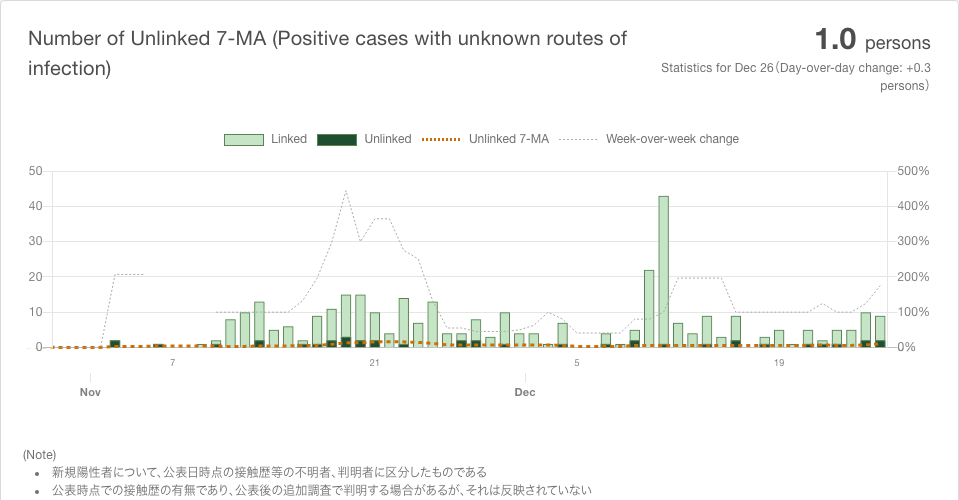 Number of Unlinked 7-MA (Positive cases with unknown routes of
infection)
1.0 persons
Statistics for Dec 26（Day-over-day change: +0.3
persons）
Linked
Unlinked
Unlinked 7-MA
Week-over-week change
50
500%
40
400%
30
300%
20
200%
10
100%
0
0%
7
21
5
19
Nov
Dec
(Note)
• 新規陽性者について、公表日時点の接触歴等の不明者、判明者に区分したものである
• 公表時点での接触歴の有無であり、公表後の追加調査で判明する場合があるが、それは反映されていない